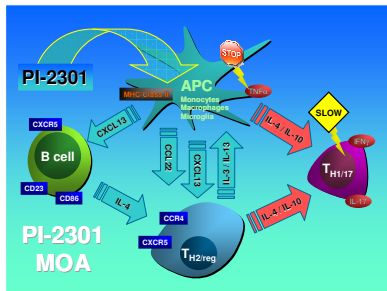 PI-2301
STOP
MHC Class II
APC
Monocytes
Macrophages
Microglia
TNFα
SLOW
CXCR5
CXCL13
IL-4 / IL-10
IFNγ
B cell
CCL22
CXCL13
IL-3 / IL-13
TH1/17
CD23
CD86
IL-4
IL-17
CCR4
IL-4 / IL-10
CXCR5
TH2/reg
PI-2301
MOA